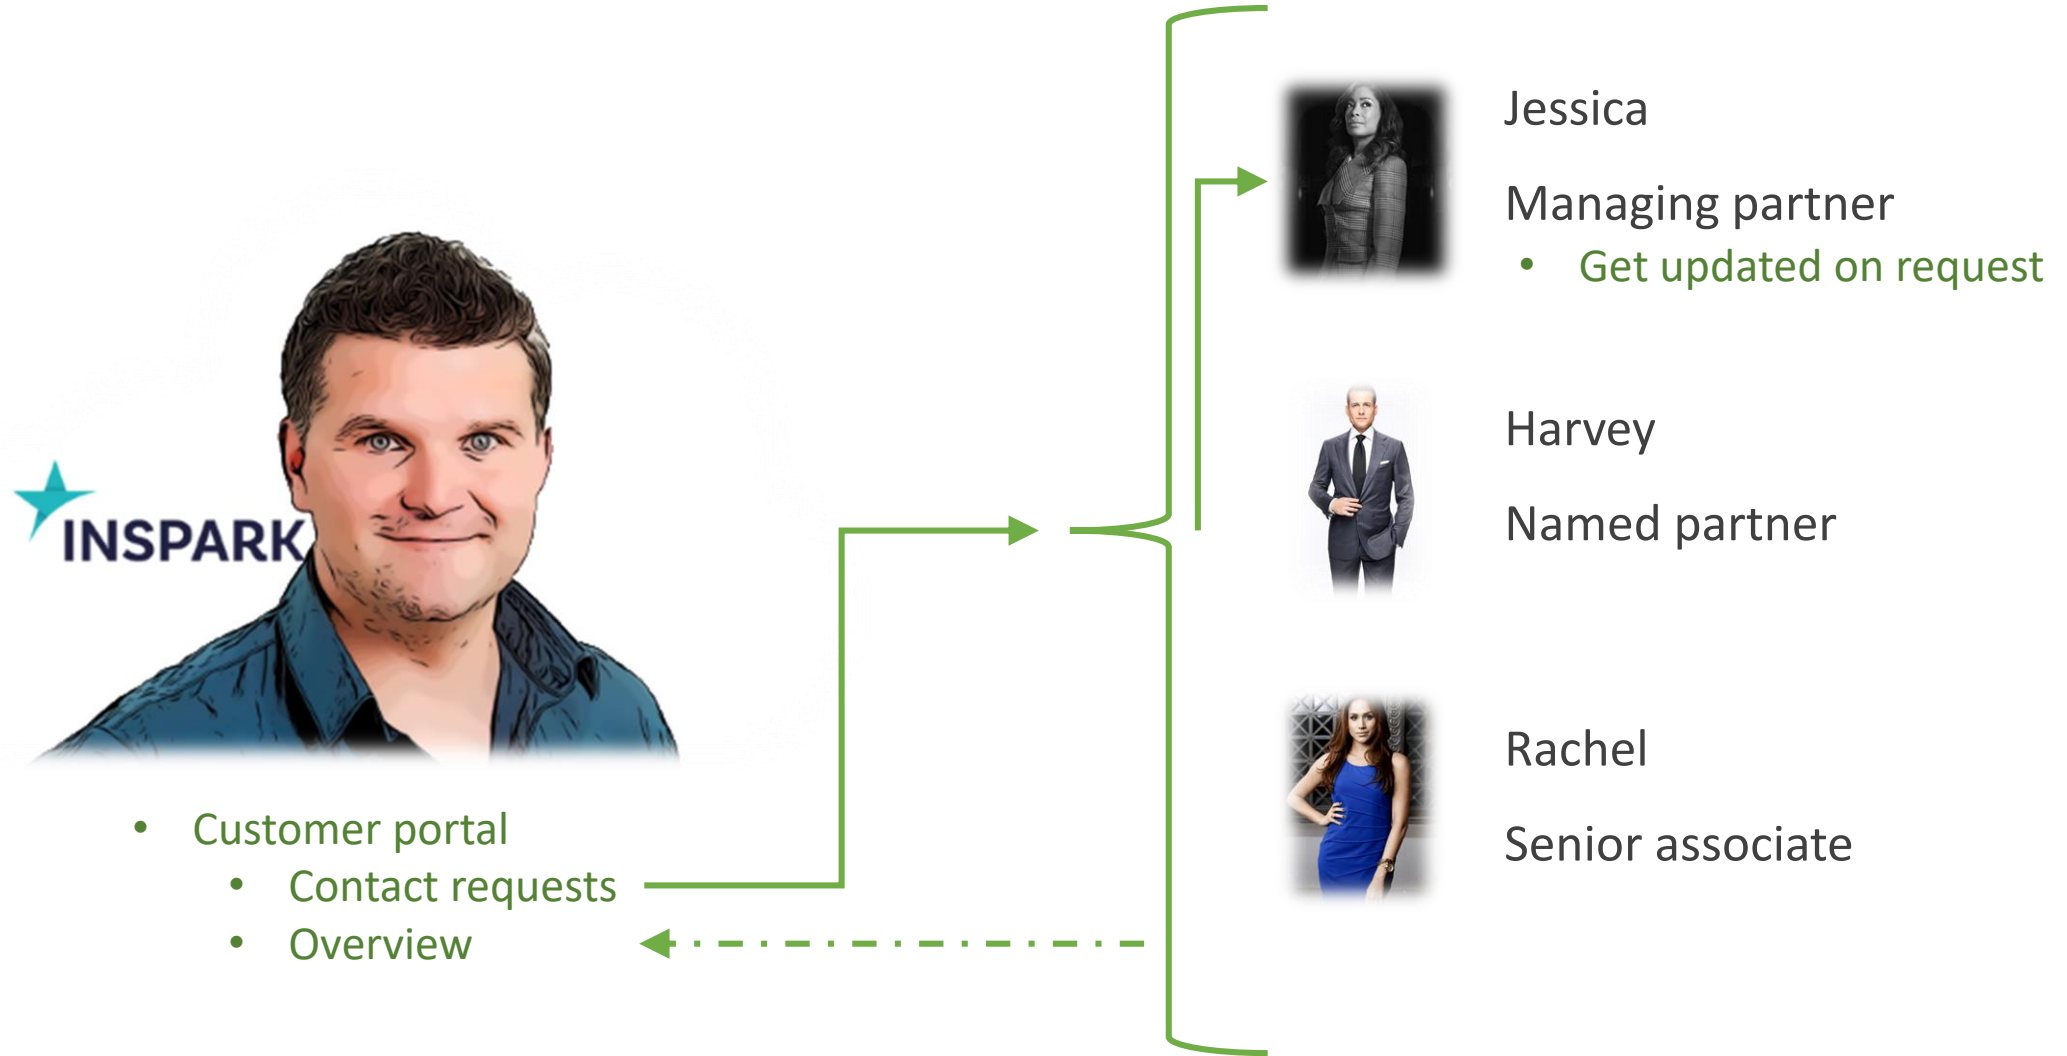 INSPARK
• Customer portal
• Contact requests
• Overview
Jessica
Managing partner
• Get updated on request
Harvey
Named partner
Rachel
Senior associate